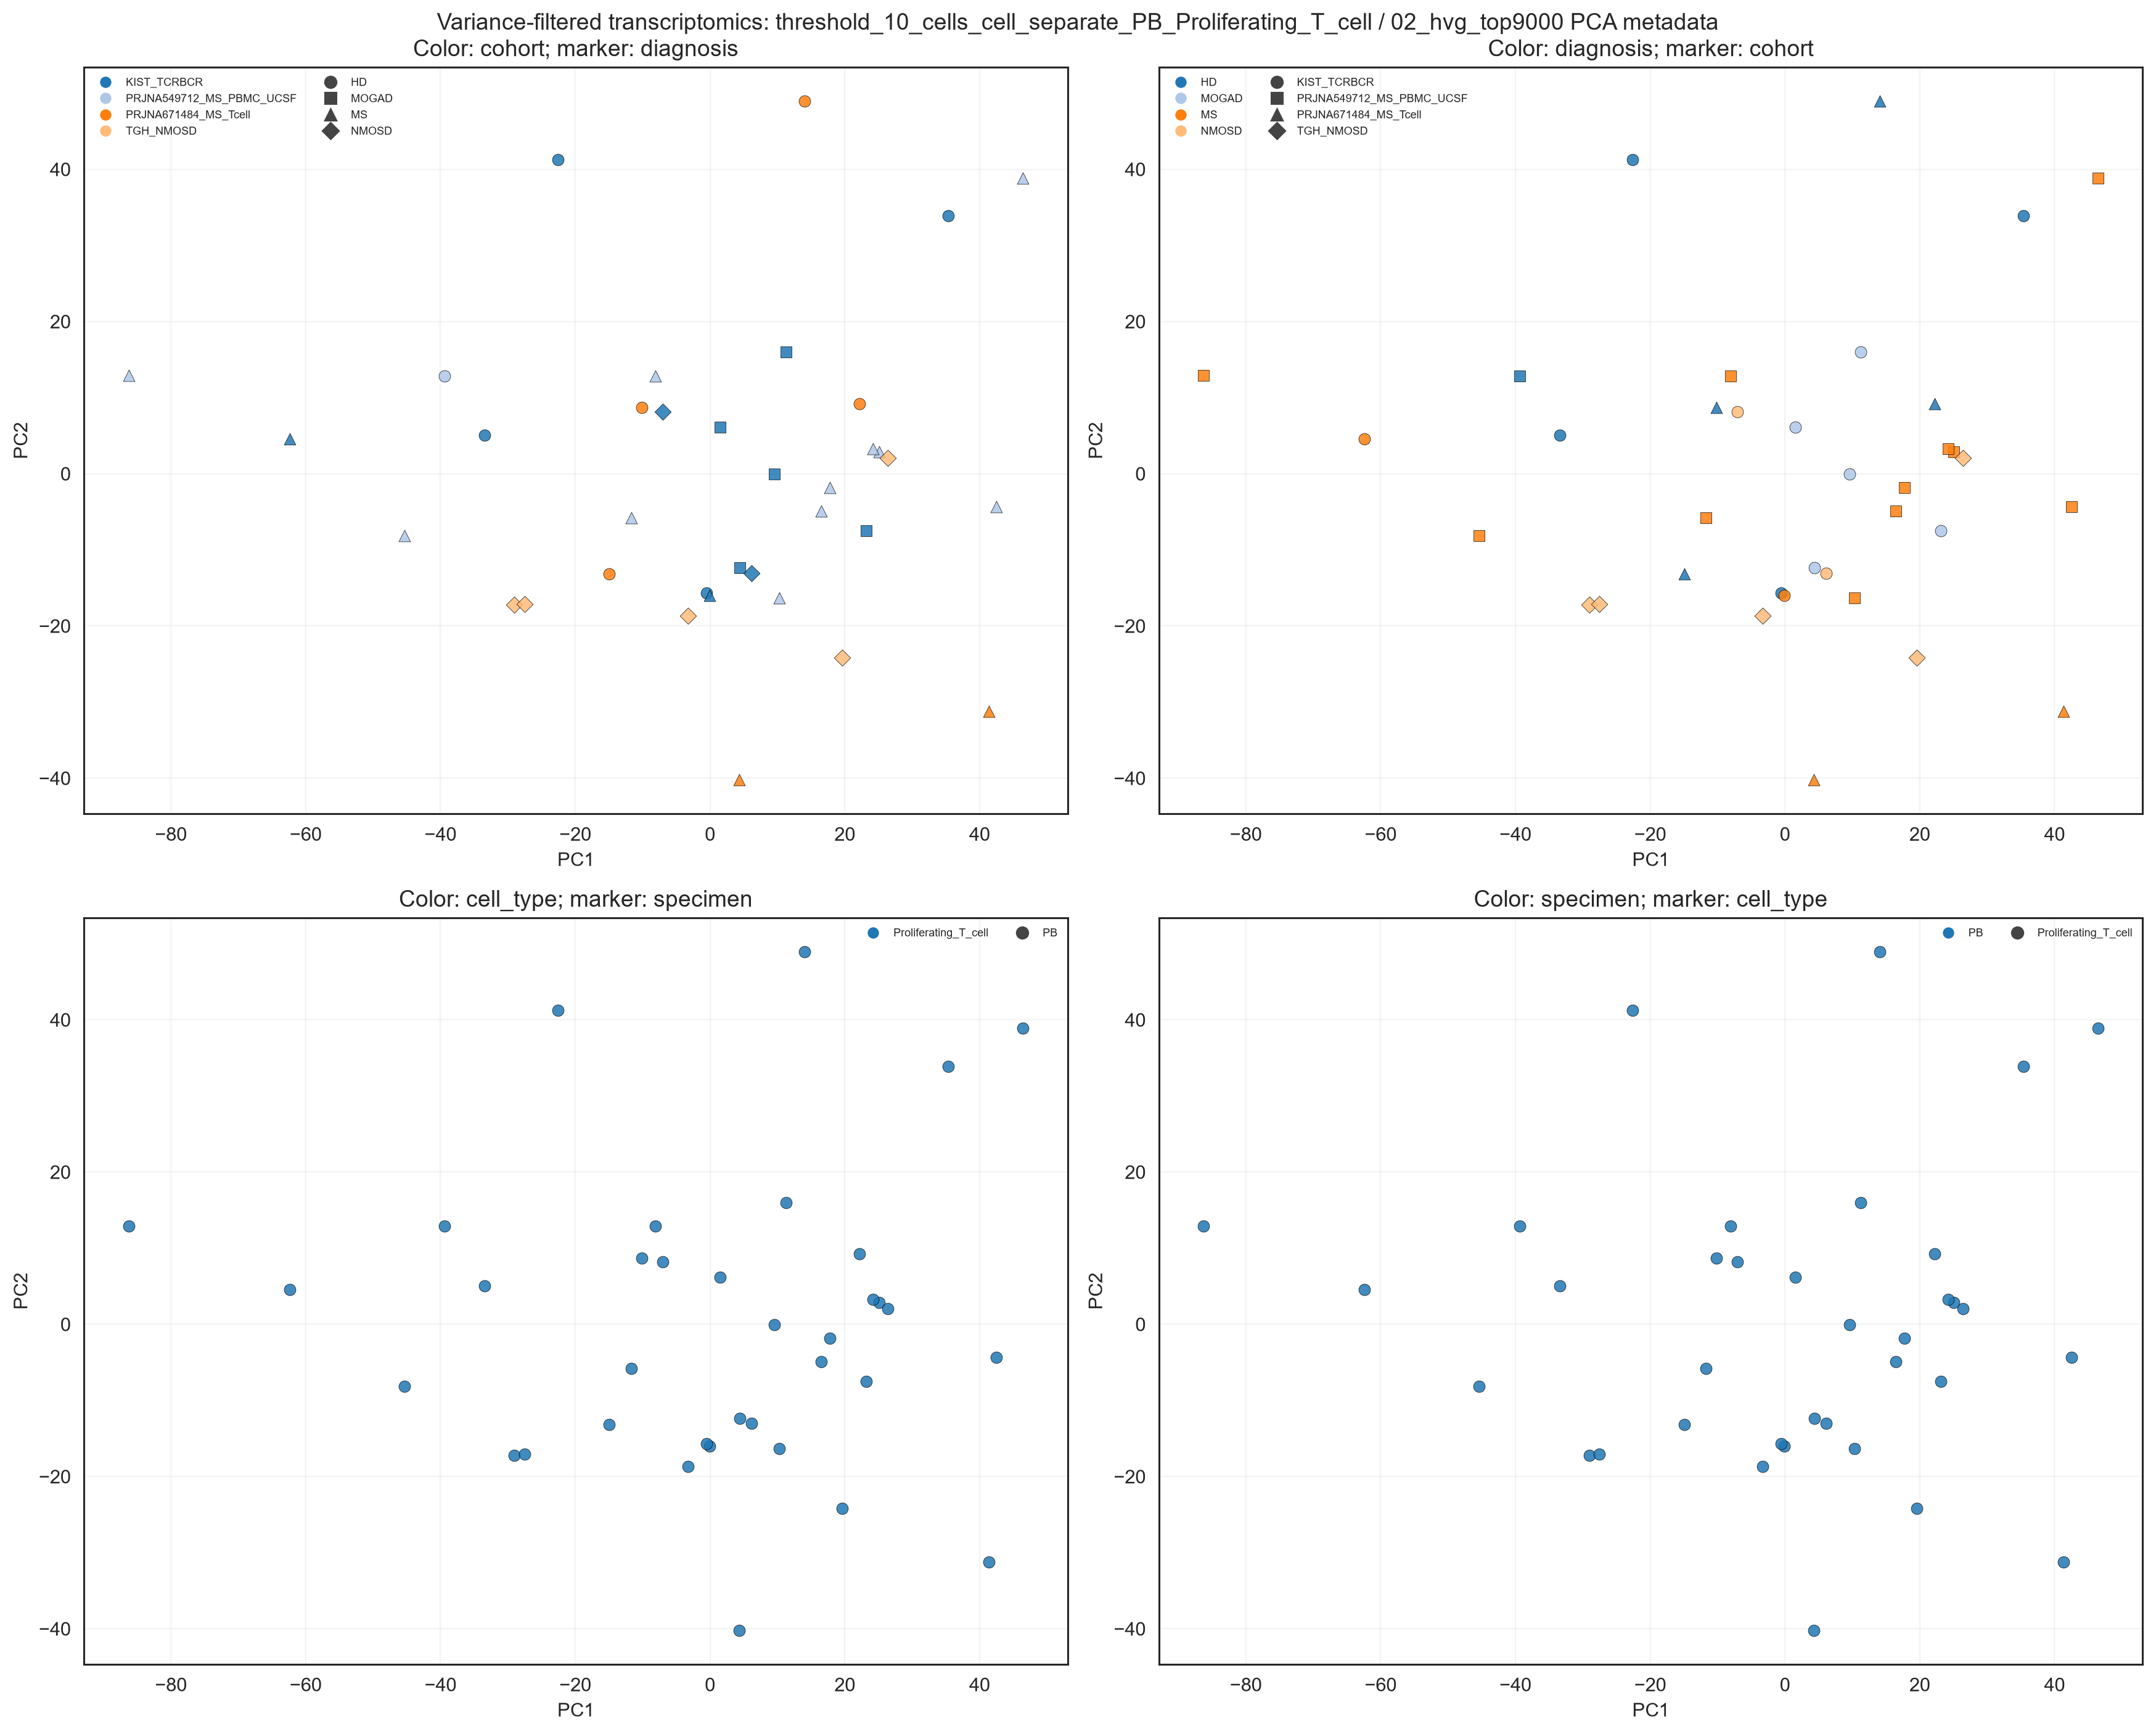 Variance-filtered transcriptomics: threshold_10_cells_cell_separate_PB_Proliferating_T_cell / 02_hvg_top9000 PCA metadata
Color: cohort; marker: diagnosis
KIST_TCRBCR HD
PRJNA549712_MS_PBMC_UCSF MOGAD
PRJNA671484_MS_Tcell MS
TGH_NMOSD NMOSD
40
20
0
−20
−40
PC2
−80 −60 −40 −20 0 20 40
PC1
Color: diagnosis; marker: cohort
HD KIST_TCRBCR
MOGAD PRJNA549712_MS_PBMC_UCSF
MS PRJNA671484_MS_Tcell
NMOSD TGH_NMOSD
40
20
0
−20
−40
PC2
−80 −60 −40 −20 0 20 40
PC1
Color: cell_type; marker: specimen
Proliferating_T_cell PB
40
20
0
−20
−40
PC2
−80 −60 −40 −20 0 20 40
PC1
Color: specimen; marker: cell_type
PB Proliferating_T_cell
40
20
0
−20
−40
PC2
−80 −60 −40 −20 0 20 40
PC1